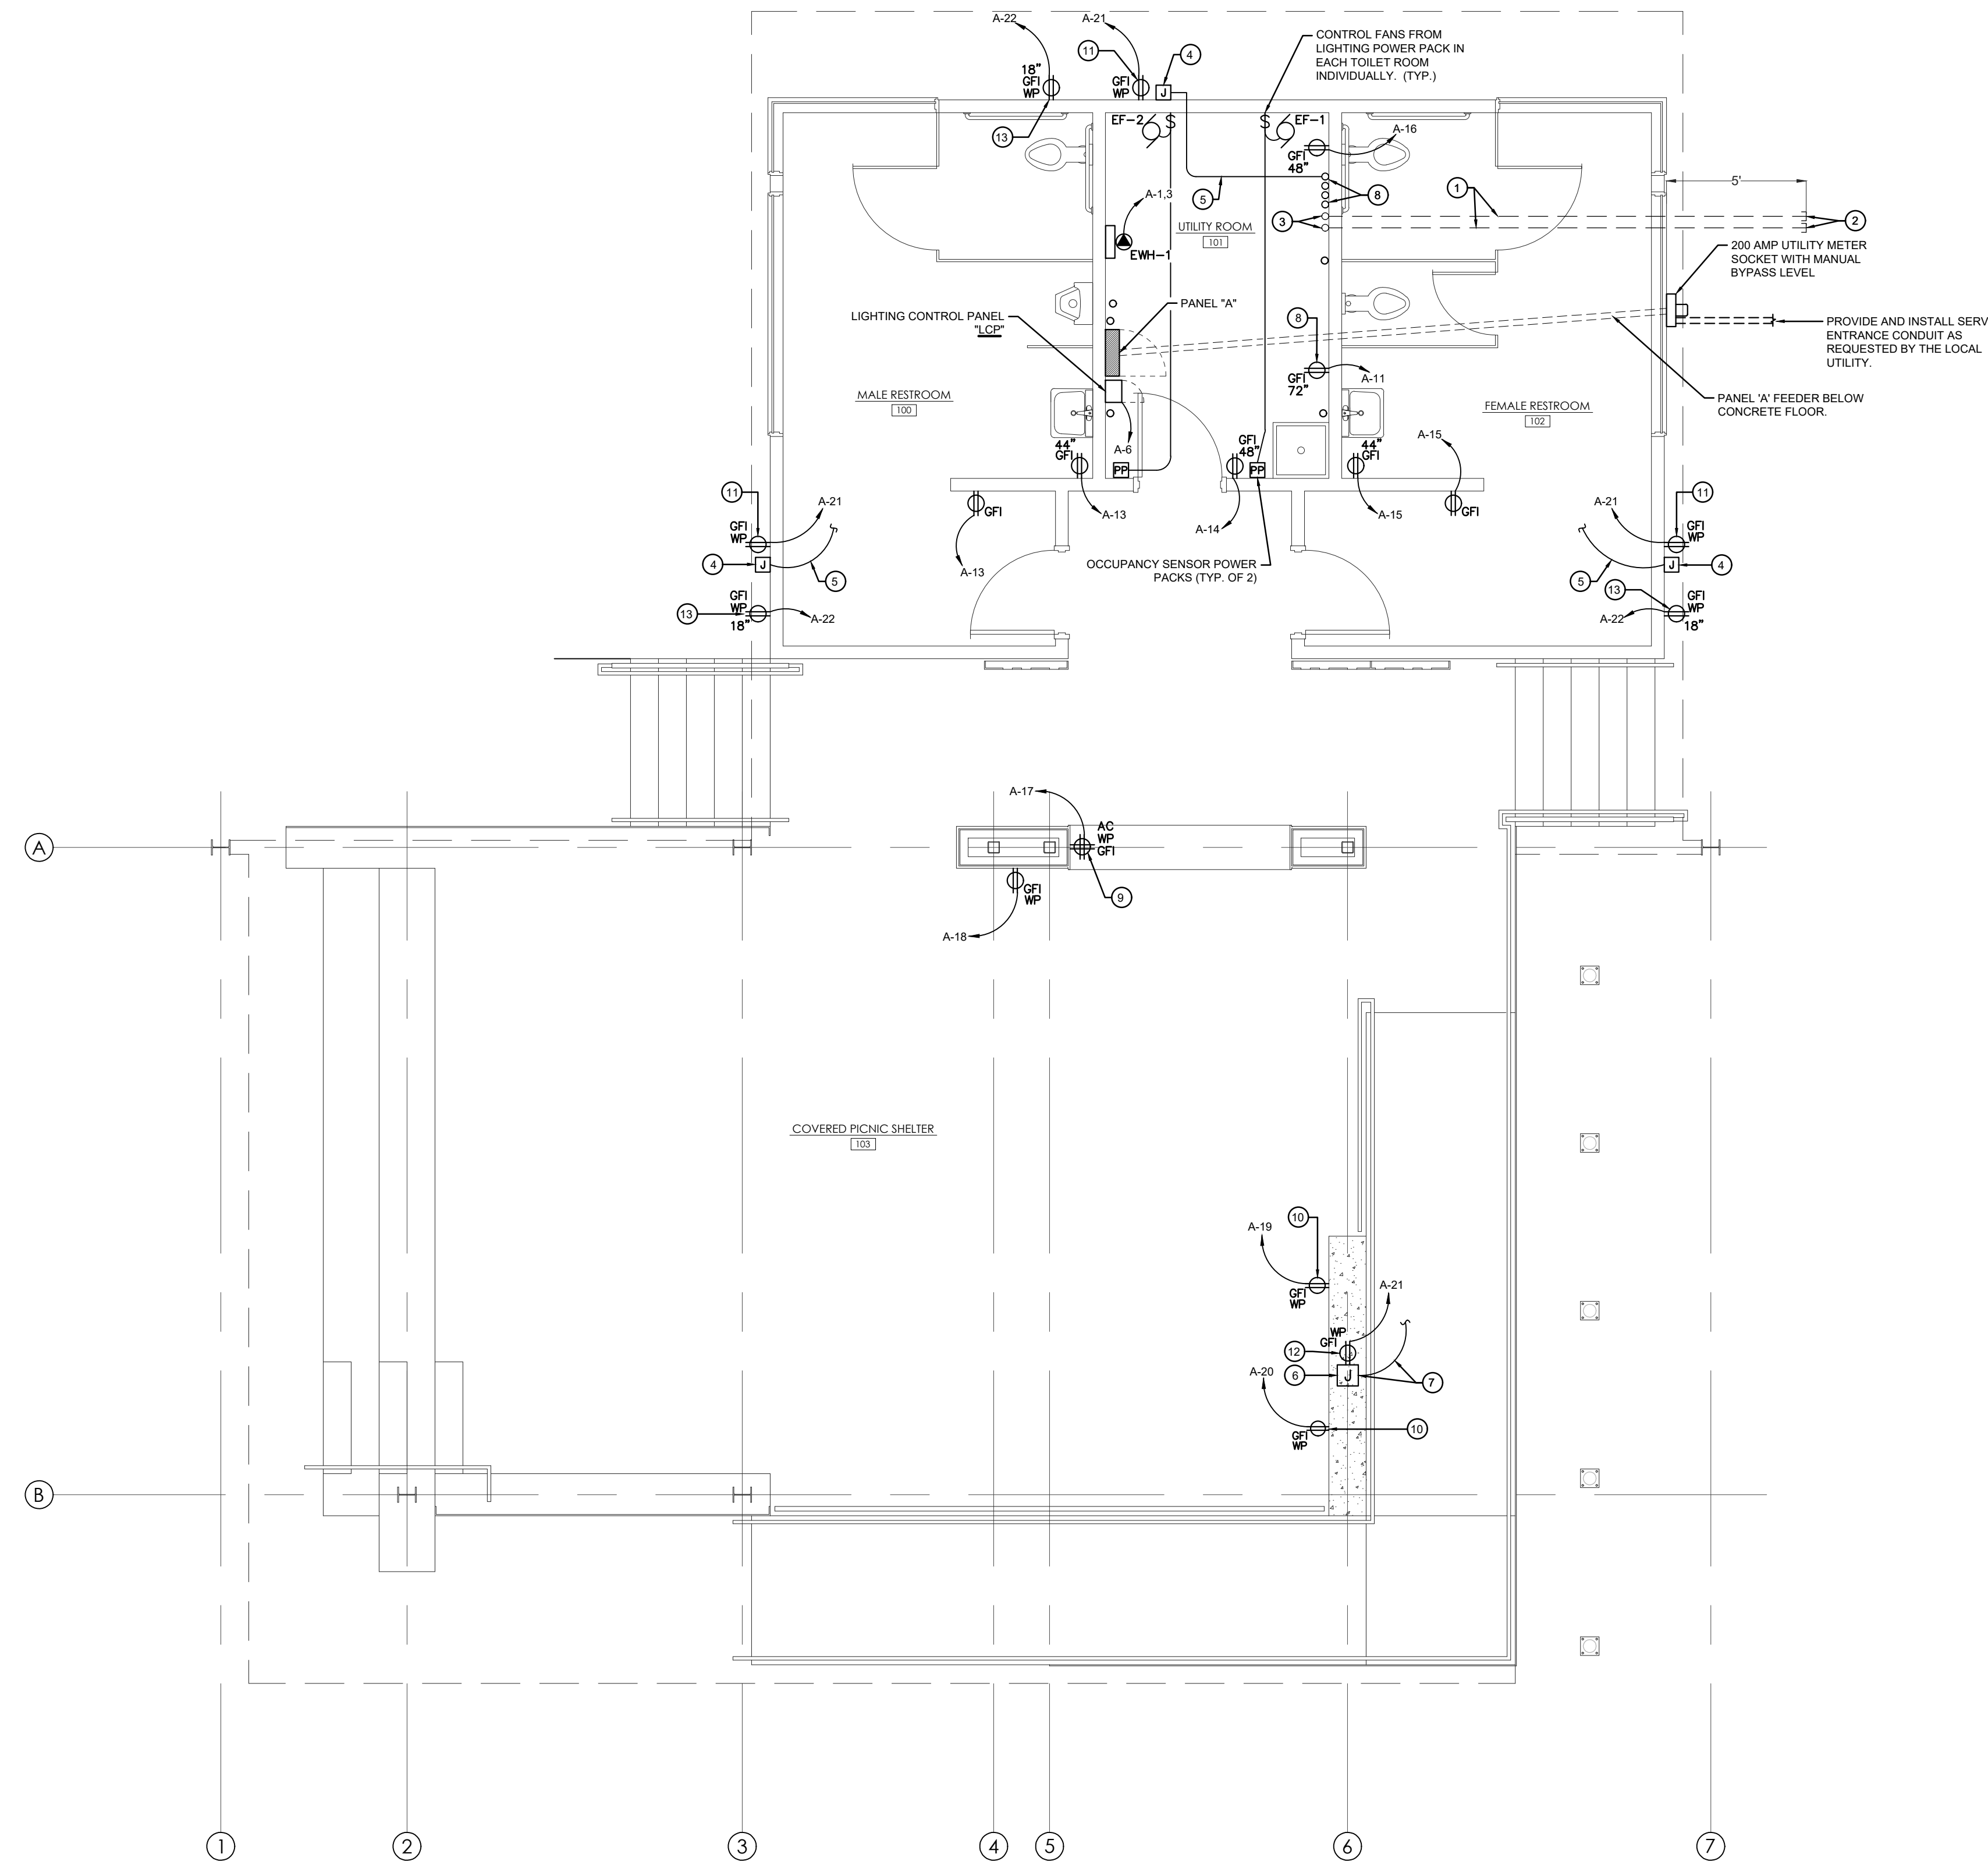 A-22
A-21
CONTROL FANS FROM
LIGHTING POWER PACK IN
EACH TOILET ROOM
INDIVIDUALLY. (TYP.)
11
4
18"
GFI
WP
GFI
WP
J
13
EF-2
S
S
EF-1
A-16
GFI
48"
5
8
A-1,3
UTILITY ROOM
101
3
1
5'
2
EWH-1
200 AMP UTILITY METER
SOCKET WITH MANUAL
BYPASS LEVEL
PANEL "A"
LIGHTING CONTROL PANEL
"LCP"
8
PROVIDE AND INSTALL SERV
ENTRANCE CONDUIT AS
REQUESTED BY THE LOCAL
UTILITY.
GFI
72"
A-11
MALE RESTROOM
100
FEMALE RESTROOM
102
PANEL 'A' FEEDER BELOW
CONCRETE FLOOR.
44"
GFI
A-6
PP
GFI
48"
PP
44"
GFI
A-15
11
A-21
GFI
WP
GFI
A-13
A-14
A-15
GFI
A-21
11
GFI
WP
4
J
5
A-13
OCCUPANCY SENSOR POWER
PACKS (TYP. OF 2)
5
J
4
13
GFI
WP
18"
A-22
13
A-22
GFI
WP
18"
A-17
AC
WP
GFI
A
9
GFI
WP
A-18
COVERED PICNIC SHELTER
103
10
A-19
GFI
WP
A-21
WP
GFI
12
6
J
7
A-20
GFI
WP
10
B
1
2
3
4
5
6
7